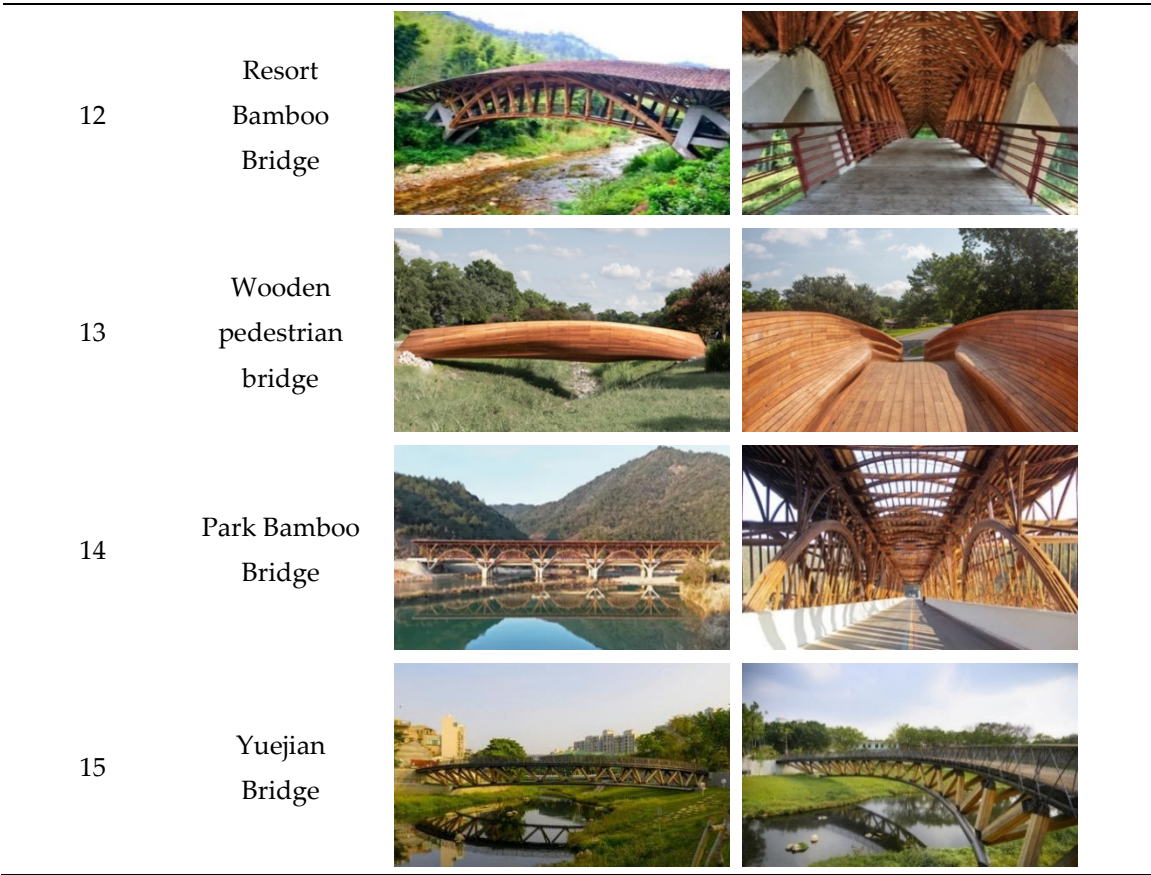 12
Resort
Bamboo
Bridge
13
Wooden
pedestrian
bridge
14
Park Bamboo
Bridge
15
Yuejian
Bridge